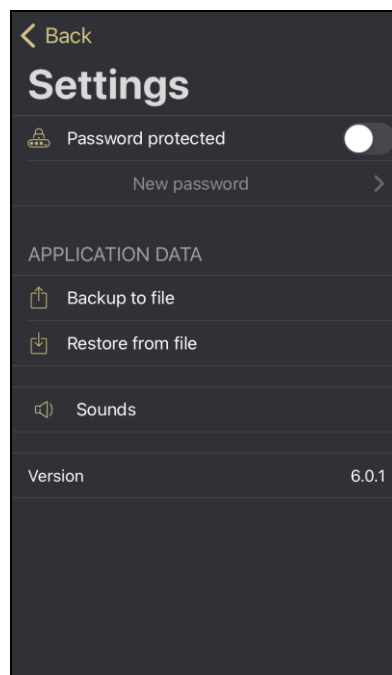 Back
Settings
Password protected
New password
APPLICATION DATA
Backup to file
Restore from file
Sounds
Version 6.0.1